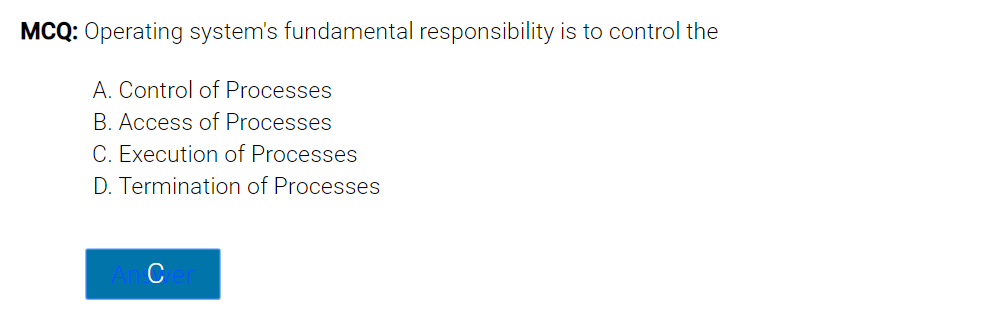 MCQ: Operating system's fundamental responsibility is to control the
A. Control of Processes
B. Access of Processes
C. Execution of Processes
D. Termination of Processes
Answer
C